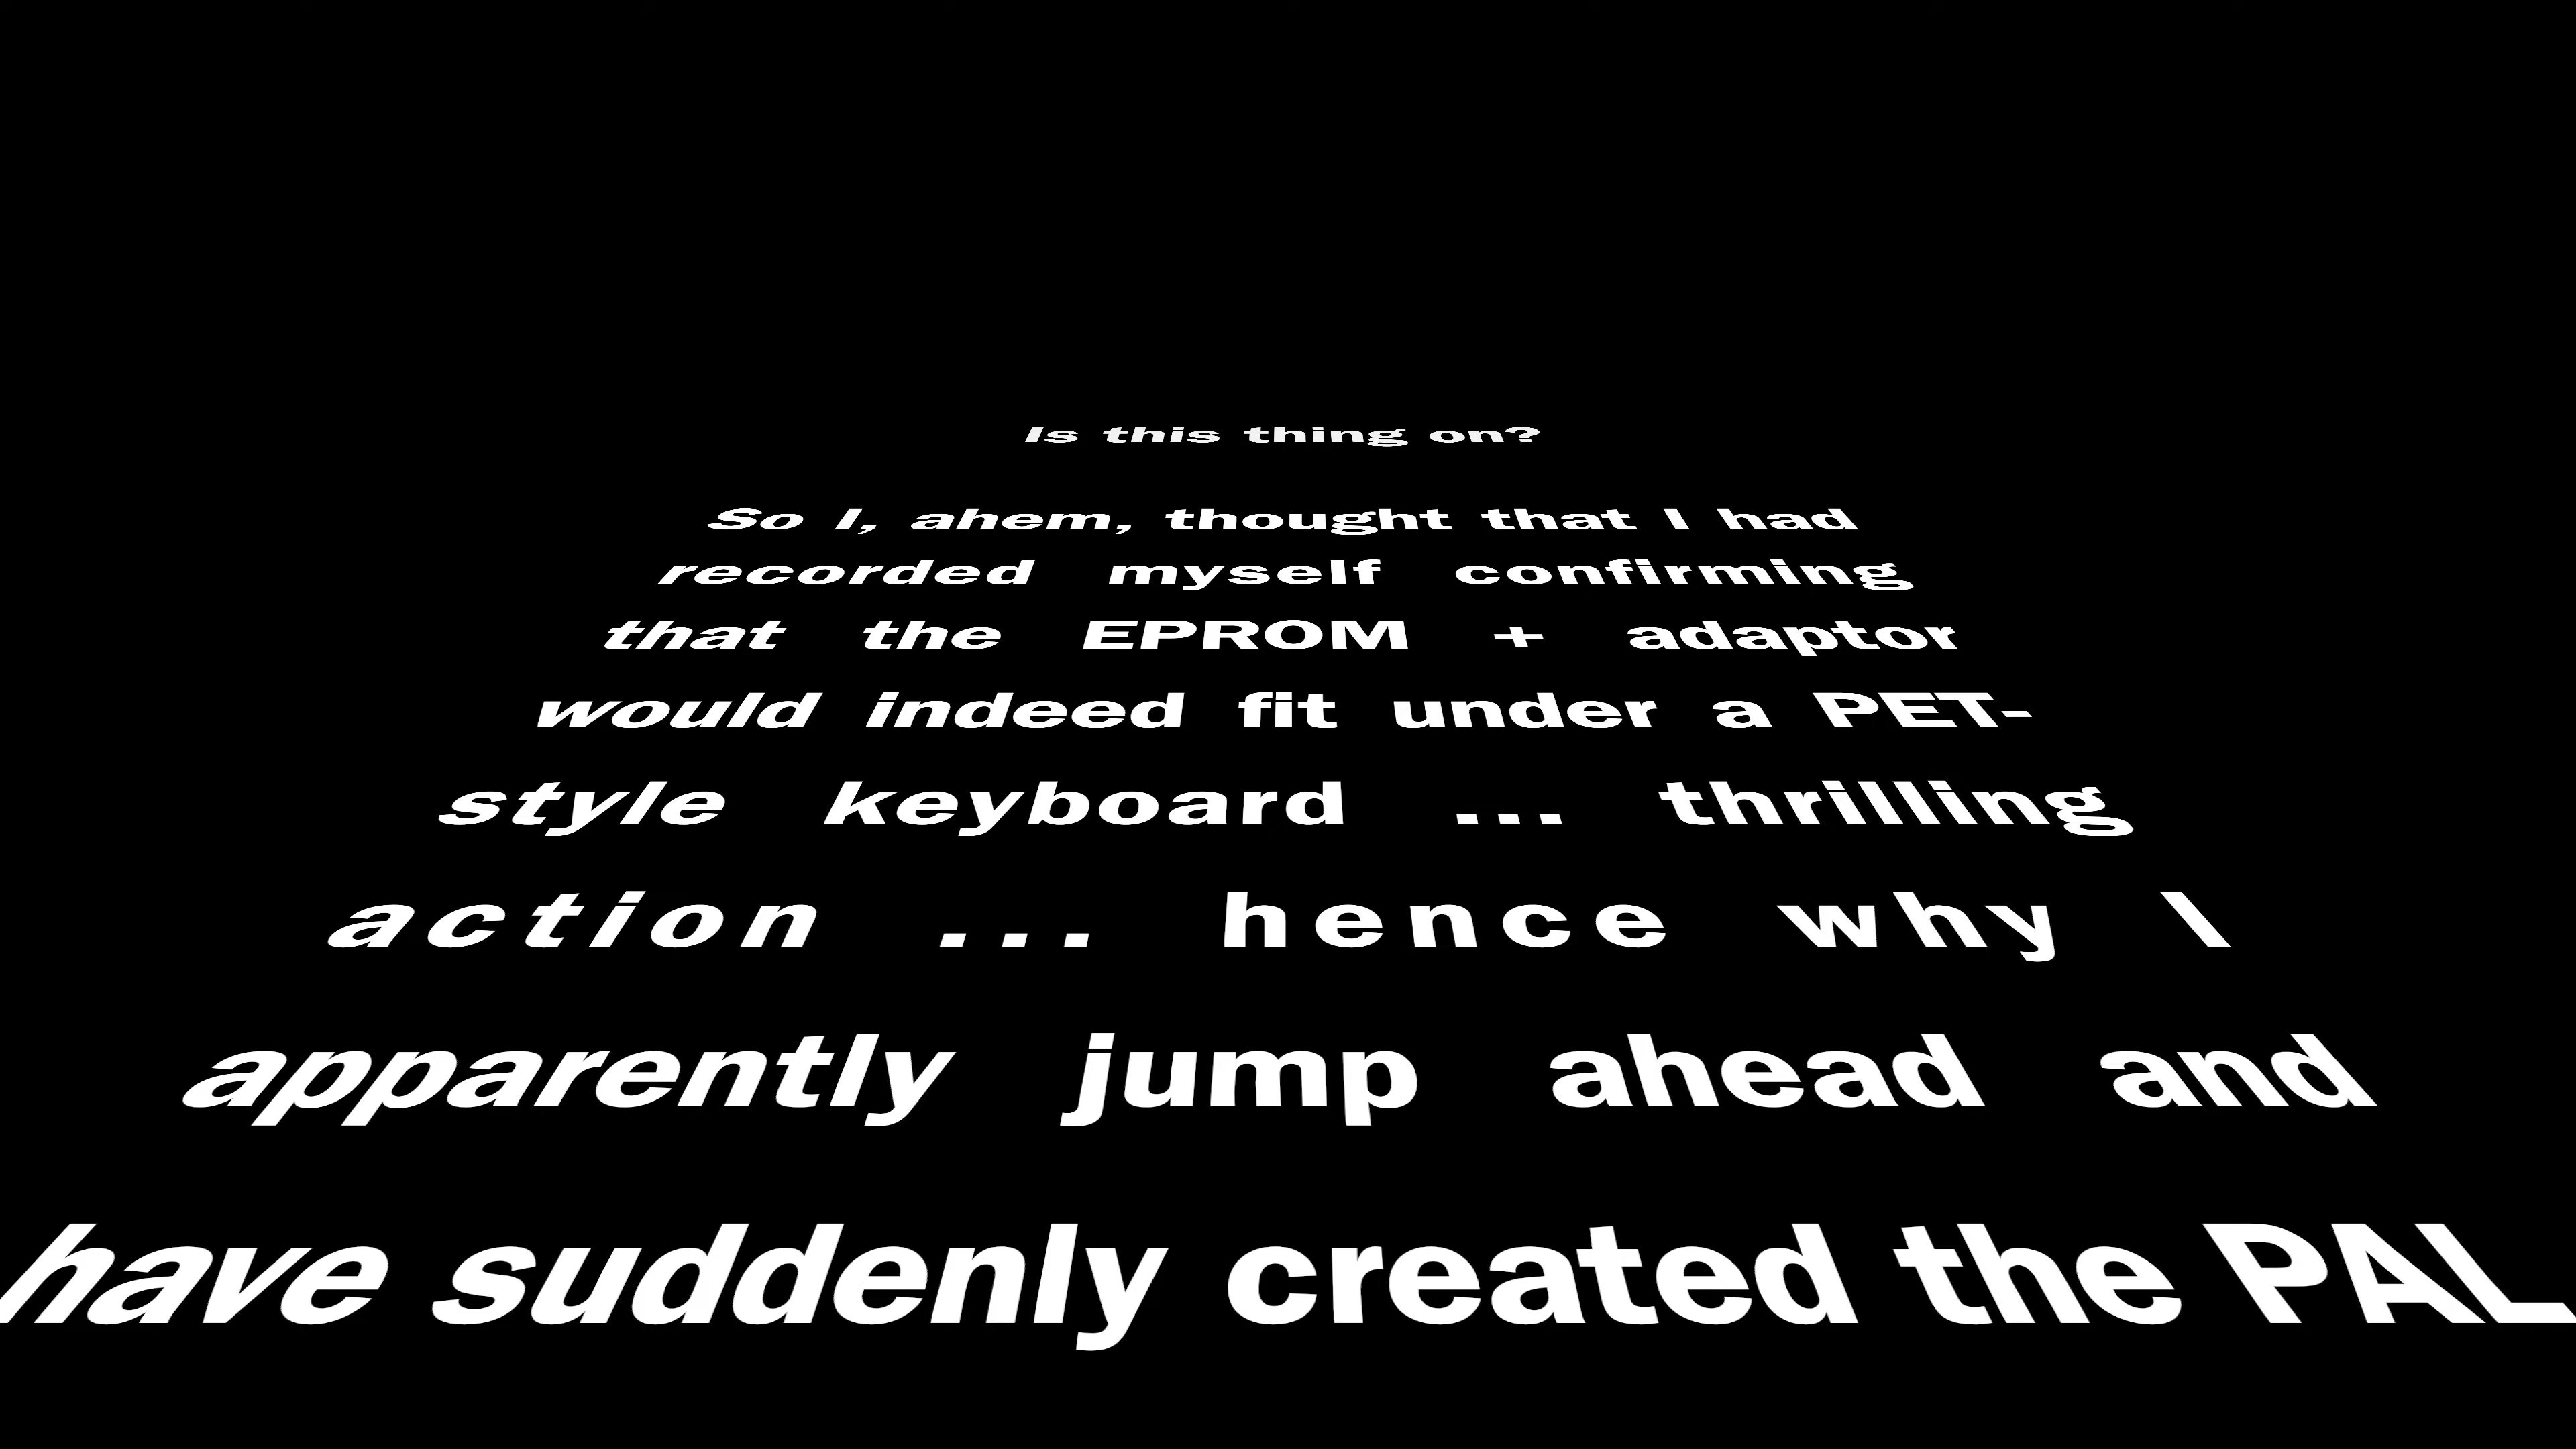 Is this thing on?
So I, ahem, thought that I had
recorded myself confirming
that the EPROM + adaptor
would indeed fit under a PET-
style keyboard ... thrilling
action ... hence why I
apparently jump ahead and
have suddenly created the PAL